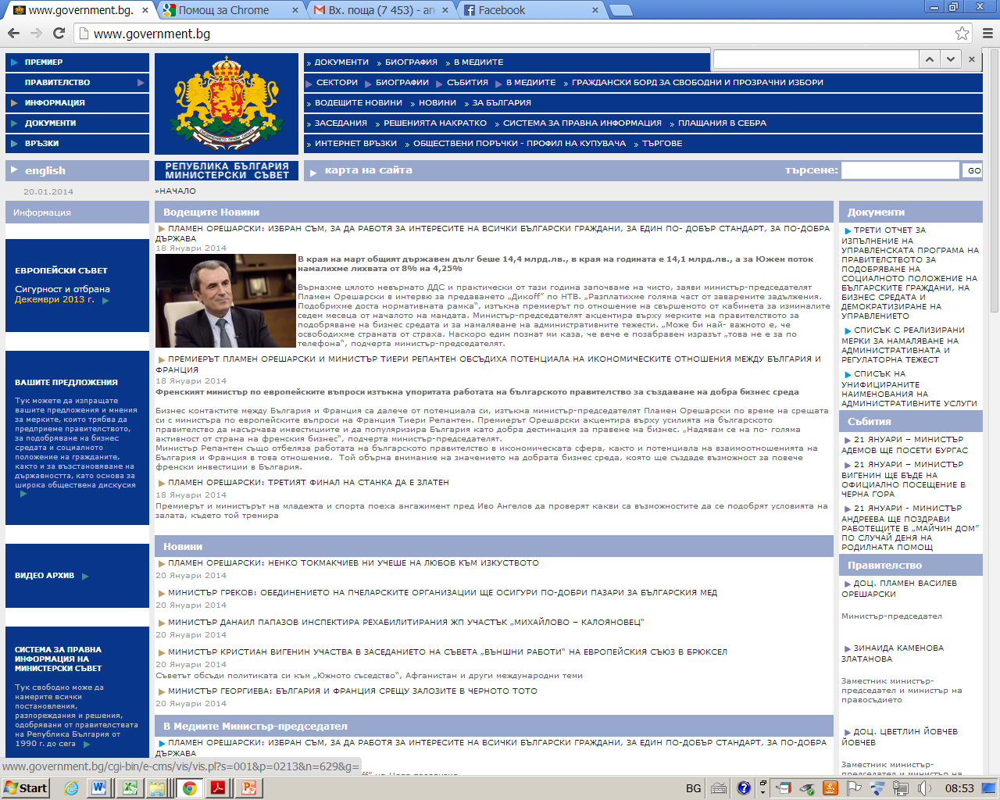 www.government.bg.
Помощ за Chrome
Вх. поща (7 453) - an
Facebook
www.government.bg
ПРЕМИЕР
ПРАВИТЕЛСТВО
ИНФОРМАЦИЯ
ДОКУМЕНТИ
ВРЪЗКИ
СЪЕДИНЕНИЕТО ПРАВИ СИЛАТА
» ДОКУМЕНТИ » БИОГРАФИЯ » В МЕДИИТЕ
СЕКТОРИ БИОГРАФИИ СЪБИТИЯ В МЕДИИТЕ » ГРАЖДАНСКИ БОРД ЗА СВОБОДНИ И ПРОЗРАЧНИ ИЗБОРИ
» ВОДЕЩИТЕ НОВИНИ » НОВИНИ » ЗА БЪЛГАРИЯ
» ЗАСЕДАНИЯ » РЕШЕНИЯТА НАКРАТКО » СИСТЕМА ЗА ПРАВНА ИНФОРМАЦИЯ » ПЛАЩАНИЯ В СЕБРА
» ИНТЕРНЕТ ВРЪЗКИ » ОБЩЕСТВЕНИ ПОРЪЧКИ - ПРОФИЛ НА КУПУВАЧА » ТЪРГОВЕ
english
РЕПУБЛИКА БЪЛГАРИЯ
МИНИСТЕРСКИ СЪВЕТ
карта на сайта
търсене:
GO
20.01.2014
»НАЧАЛО
Информация
ЕВРОПЕЙСКИ СЪВЕТ
Сигурност и отбрана
Декември 2013 г.
ВАШИТЕ ПРЕДЛОЖЕНИЯ
Тук можете да изпращате
вашите предложения и мнения
за мерките, които трябва да
предприеме правителството,
за подобряване на бизнес
средата и социалното
положение на гражданите,
както и за възстановяване на
държавността, като основа за
широка обществена дискусия
ВИДЕО АРХИВ
СИСТЕМА ЗА ПРАВНА
ИНФОРМАЦИЯ НА
МИНИСТЕРСКИ СЪВЕТ
Тук свободно може да
намерите всички
постановления,
разпореждания и решения,
одобрявани от правителствата
на Република България от
1990 г. до сега
Водещите Новини
ПЛАМЕН ОРЕШАРСКИ: ИЗБРАН СЪМ, ЗА ДА РАБОТЯ ЗА ИНТЕРЕСИТЕ НА ВСИЧКИ БЪЛГАРСКИ ГРАЖДАНИ, ЗА ЕДИН ПО- ДОБЪР СТАНДАРТ, ЗА ПО-ДОБРА
ДЪРЖАВА
18 Януари 2014
В края на март общият държавен дълг беше 14,4 млрд.лв., в края на годината е 14,1 млрд.лв., а за Южен поток
намалихме лихвата от 8% на 4,25%
Върнахме цялото невърнато ДДС и практически от тази година започваме на чисто, заяви министър-председателят
Пламен Орешарски в интервю за предаването „Дикоff” по НТВ. „Разплатихме голяма част от заварените задължения.
Подобрихме доста нормативната рамка“, изтъкна премиерът по отношение на свършеното от кабинета за изминалите
седем месеца от началото на мандата. Министър-председателят акцентира върху мерките на правителството за
подобряване на бизнес средата и за намаляване на административните тежести. „Може би най- важното е, че
освободихме страната от страха. Наскоро един познат ми каза, че вече е позабравен изразът „това не е за по
телефона“, подчерта министър-председателят.
ПРЕМИЕРЪТ ПЛАМЕН ОРЕШАРСКИ И МИНИСТЪР ТИЕРИ РЕПАНТЕН ОБСЪДИХА ПОТЕНЦИАЛА НА ИКОНОМИЧЕСКИТЕ ОТНОШЕНИЯ МЕЖДУ БЪЛГАРИЯ И
ФРАНЦИЯ
18 Януари 2014
Френският министър по европейските въпроси изтъкна упоритата работата на българското правителство за създаване на добра бизнес среда
Бизнес контактите между България и Франция са далече от потенциала си, изтъкна министър-председателят Пламен Орешарски по време на срещата
си с министъра по европейските въпроси на Франция Тиери Репантен. Премиерът Орешарски акцентира върху усилията на българското
правителство да насърчава инвестициите и да популяризира България като добра дестинация за правене на бизнес. „Надявам се на по- голяма
активност от страна на френския бизнес“, подчерта министър-председателят.
Министър Репантен също отбеляза работата на българското правителство в икономическата сфера, както и потенциала на взаимоотношенията на
България и Франция в това отношение. Той обърна внимание на значението на добрата бизнес среда, която ще създаде възможност за повече
френски инвестиции в България.
ПЛАМЕН ОРЕШАРСКИ: ТРЕТИЯТ ФИНАЛ НА СТАНКА ДА Е ЗЛАТЕН
18 Януари 2014
Премиерът и министърът на младежта и спорта поеха ангажимент пред Иво Ангелов да проверят какви са възможностите да се подобрят условията на
залата, където той тренира
Новини
ПЛАМЕН ОРЕШАРСКИ: НЕНКО ТОКМАКЧИЕВ НИ УЧЕШЕ НА ЛЮБОВ КЪМ ИЗКУСТВОТО
20 Януари 2014
МИНИСТЪР ГРЕКОВ: ОБЕДИНЕНИЕТО НА ПЧЕЛАРСКИТЕ ОРГАНИЗАЦИИ ЩЕ ОСИГУРИ ПО-ДОБРИ ПАЗАРИ ЗА БЪЛГАРСКИЯ МЕД
20 Януари 2014
МИНИСТЪР ДАНАИЛ ПАПАЗОВ ИНСПЕКТИРА РЕХАБИЛИТИРАНИЯ ЖП УЧАСТЪК „МИХАЙЛОВО – КАЛОЯНОВЕЦ“
20 Януари 2014
МИНИСТЪР КРИСТИАН ВИГЕНИН УЧАСТВА В ЗАСЕДАНИЕТО НА СЪВЕТА „ВЪНШНИ РАБОТИ“ НА ЕВРОПЕЙСКИЯ СЪЮЗ В БРЮКСЕЛ
20 Януари 2014
Съветът обсъди политиката си към „Южното съседство“, Афганистан и други международни теми
МИНИСТЪР ГЕОРГИЕВА: БЪЛГАРИЯ И ФРАНЦИЯ СРЕЩУ ЗАЛОЗИТЕ В ЧЕРНОТО ТОТО
20 Януари 2014
В Медиите Министър-председател
ПЛАМЕН ОРЕШАРСКИ: ИЗБРАН СЪМ, ЗА ДА РАБОТЯ ЗА ИНТЕРЕСИТЕ НА ВСИЧКИ БЪЛГАРСКИ ГРАЖДАНИ, ЗА ЕДИН ПО-ДОБЪР СТАНДАРТ, ЗА ПО-ДОБРА
ДЪРЖАВА
Документи
ТРЕТИ ОТЧЕТ ЗА
ИЗПЪЛНЕНИЕ НА
УПРАВЛЕНСКАТА ПРОГРАМА НА
ПРАВИТЕЛСТВОТО ЗА
ПОДОБРЯВАНЕ НА
СОЦИАЛНОТО ПОЛОЖЕНИЕ НА
БЪЛГАРСКИТЕ ГРАЖДАНИ, НА
БИЗНЕС СРЕДАТА И
ДЕМОКРАТИЗИРАНЕ НА
УПРАВЛЕНИЕТО
СПИСЪК С РЕАЛИЗИРАНИ
МЕРКИ ЗА НАМАЛЯВАНЕ НА
АДМИНИСТРАТИВНАТА И
РЕГУЛАТОРНА ТЕЖЕСТ
СПИСЪК НА
УНИФИЦИРАНИТЕ
НАИМЕНОВАНИЯ НА
АДМИНИСТРАТИВНИТЕ УСЛУГИ
Събития
21 ЯНУАРИ – МИНИСТЪР
АДЕМОВ ЩЕ ПОСЕТИ БУРГАС
21 ЯНУАРИ – МИНИСТЪР
ВИГЕНИН ЩЕ БЪДЕ НА
ОФИЦИАЛНО ПОСЕЩЕНИЕ В
ЧЕРНА ГОРА
21 ЯНУАРИ - МИНИСТЪР
АНДРЕЕВА ЩЕ ПОЗДРАВИ
РАБОТЕЩИТЕ В „МАЙЧИН ДОМ“
ПО СЛУЧАЙ ДЕНЯ НА
РОДИЛНАТА ПОМОЩ
Правителство
ДОЦ. ПЛАМЕН ВАСИЛЕВ
ОРЕШАРСКИ
Министър-председател
ЗИНАИДА КАМЕНОВА
ЗЛАТАНОВА
Заместник министър-
председател и министър на
правосъдието
ДОЦ. ЦВЕТЛИН ЙОВЧЕВ
ЙОВЧЕВ
Заместник министър-
председател и министър на
www.government.bg/cgi-bin/e-cms/vis/vis.pl?s=001&p=0213&n=629&g=
Start
BG
08:53